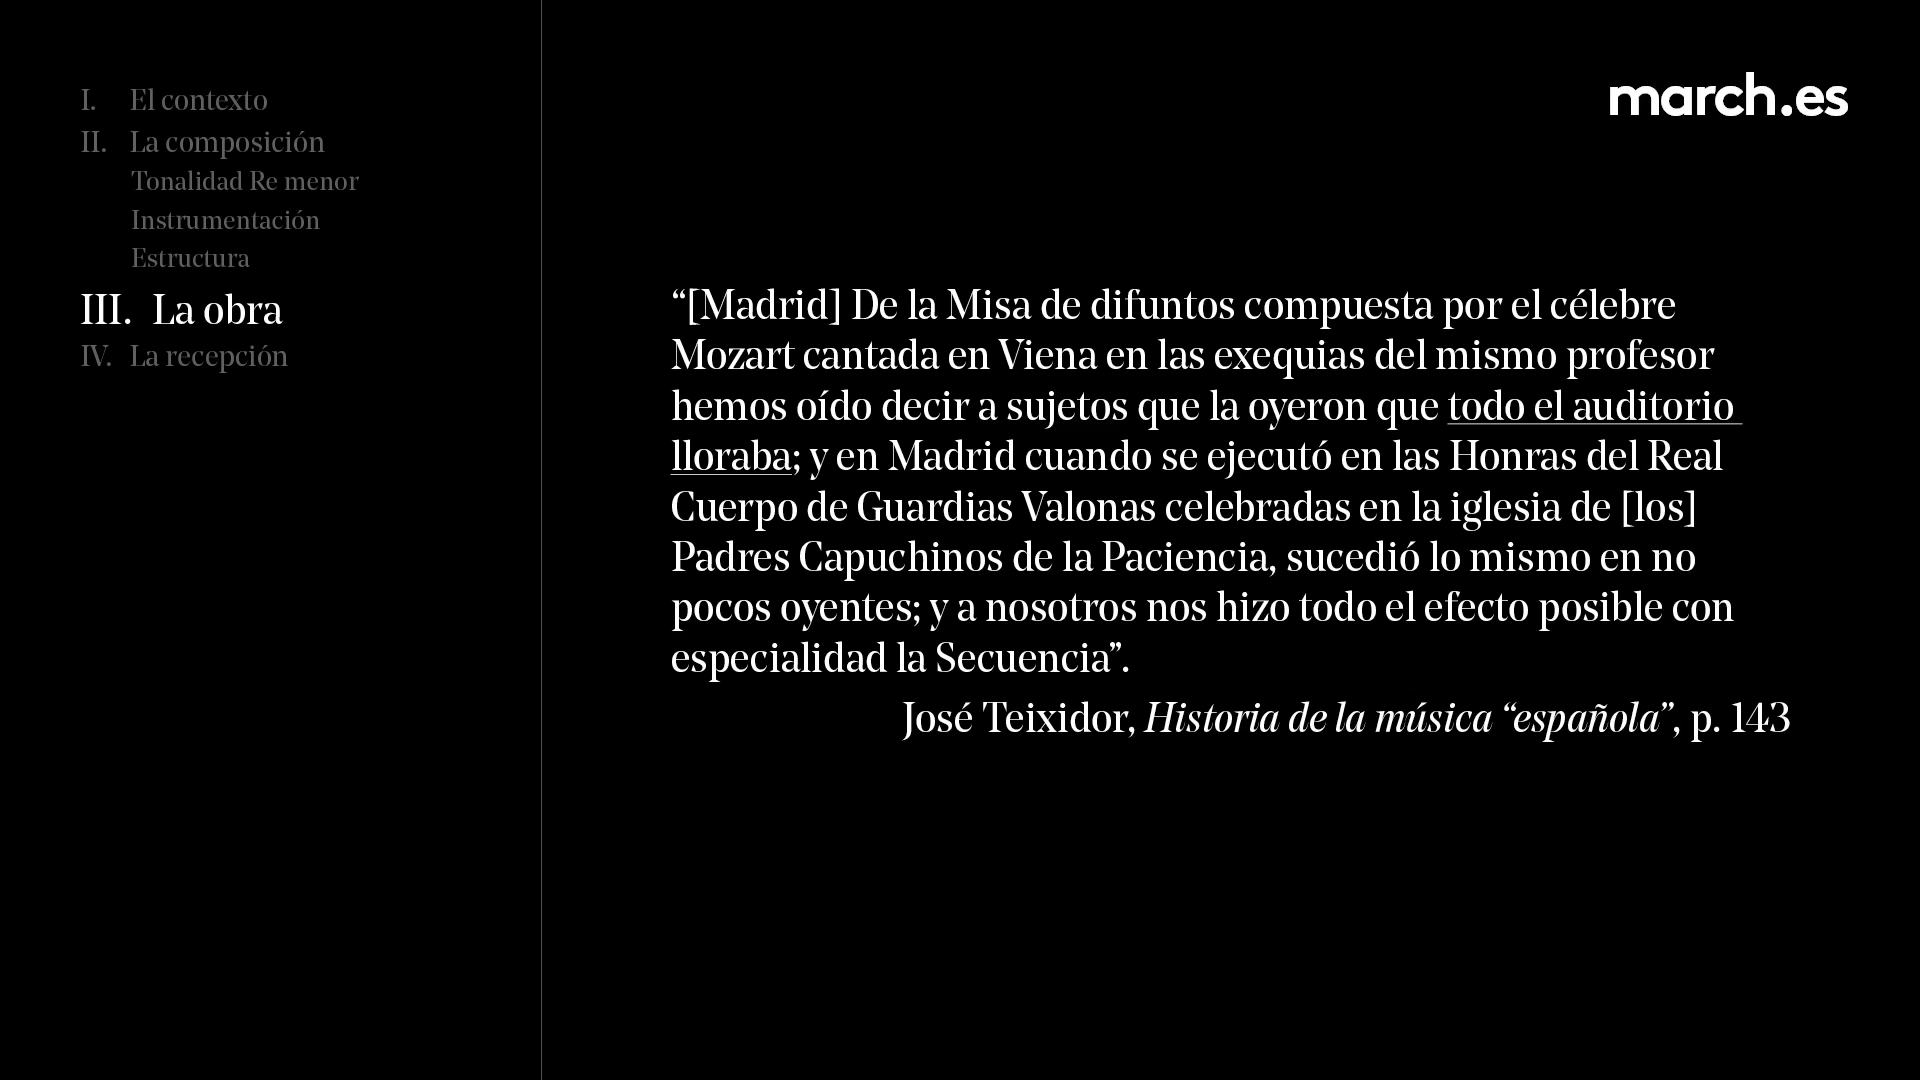 I. El contexto
II. La composición
Tonalidad Re menor
Instrumentación
Estructura
III. La obra
IV. La recepción
march.es
“[Madrid] De la Misa de difuntos compuesta por el célebre
Mozart cantada en Viena en las exequias del mismo profesor
hemos oído decir a sujetos que la oyeron que todo el auditorio
lloraba; y en Madrid cuando se ejecutó en las Honras del Real
Cuerpo de Guardias Valonas celebradas en la iglesia de [los]
Padres Capuchinos de la Paciencia, sucedió lo mismo en no
pocos oyentes; y a nosotros nos hizo todo el efecto posible con
especialidad la Secuencia”.
José Teixidor, Historia de la música “española”, p. 143